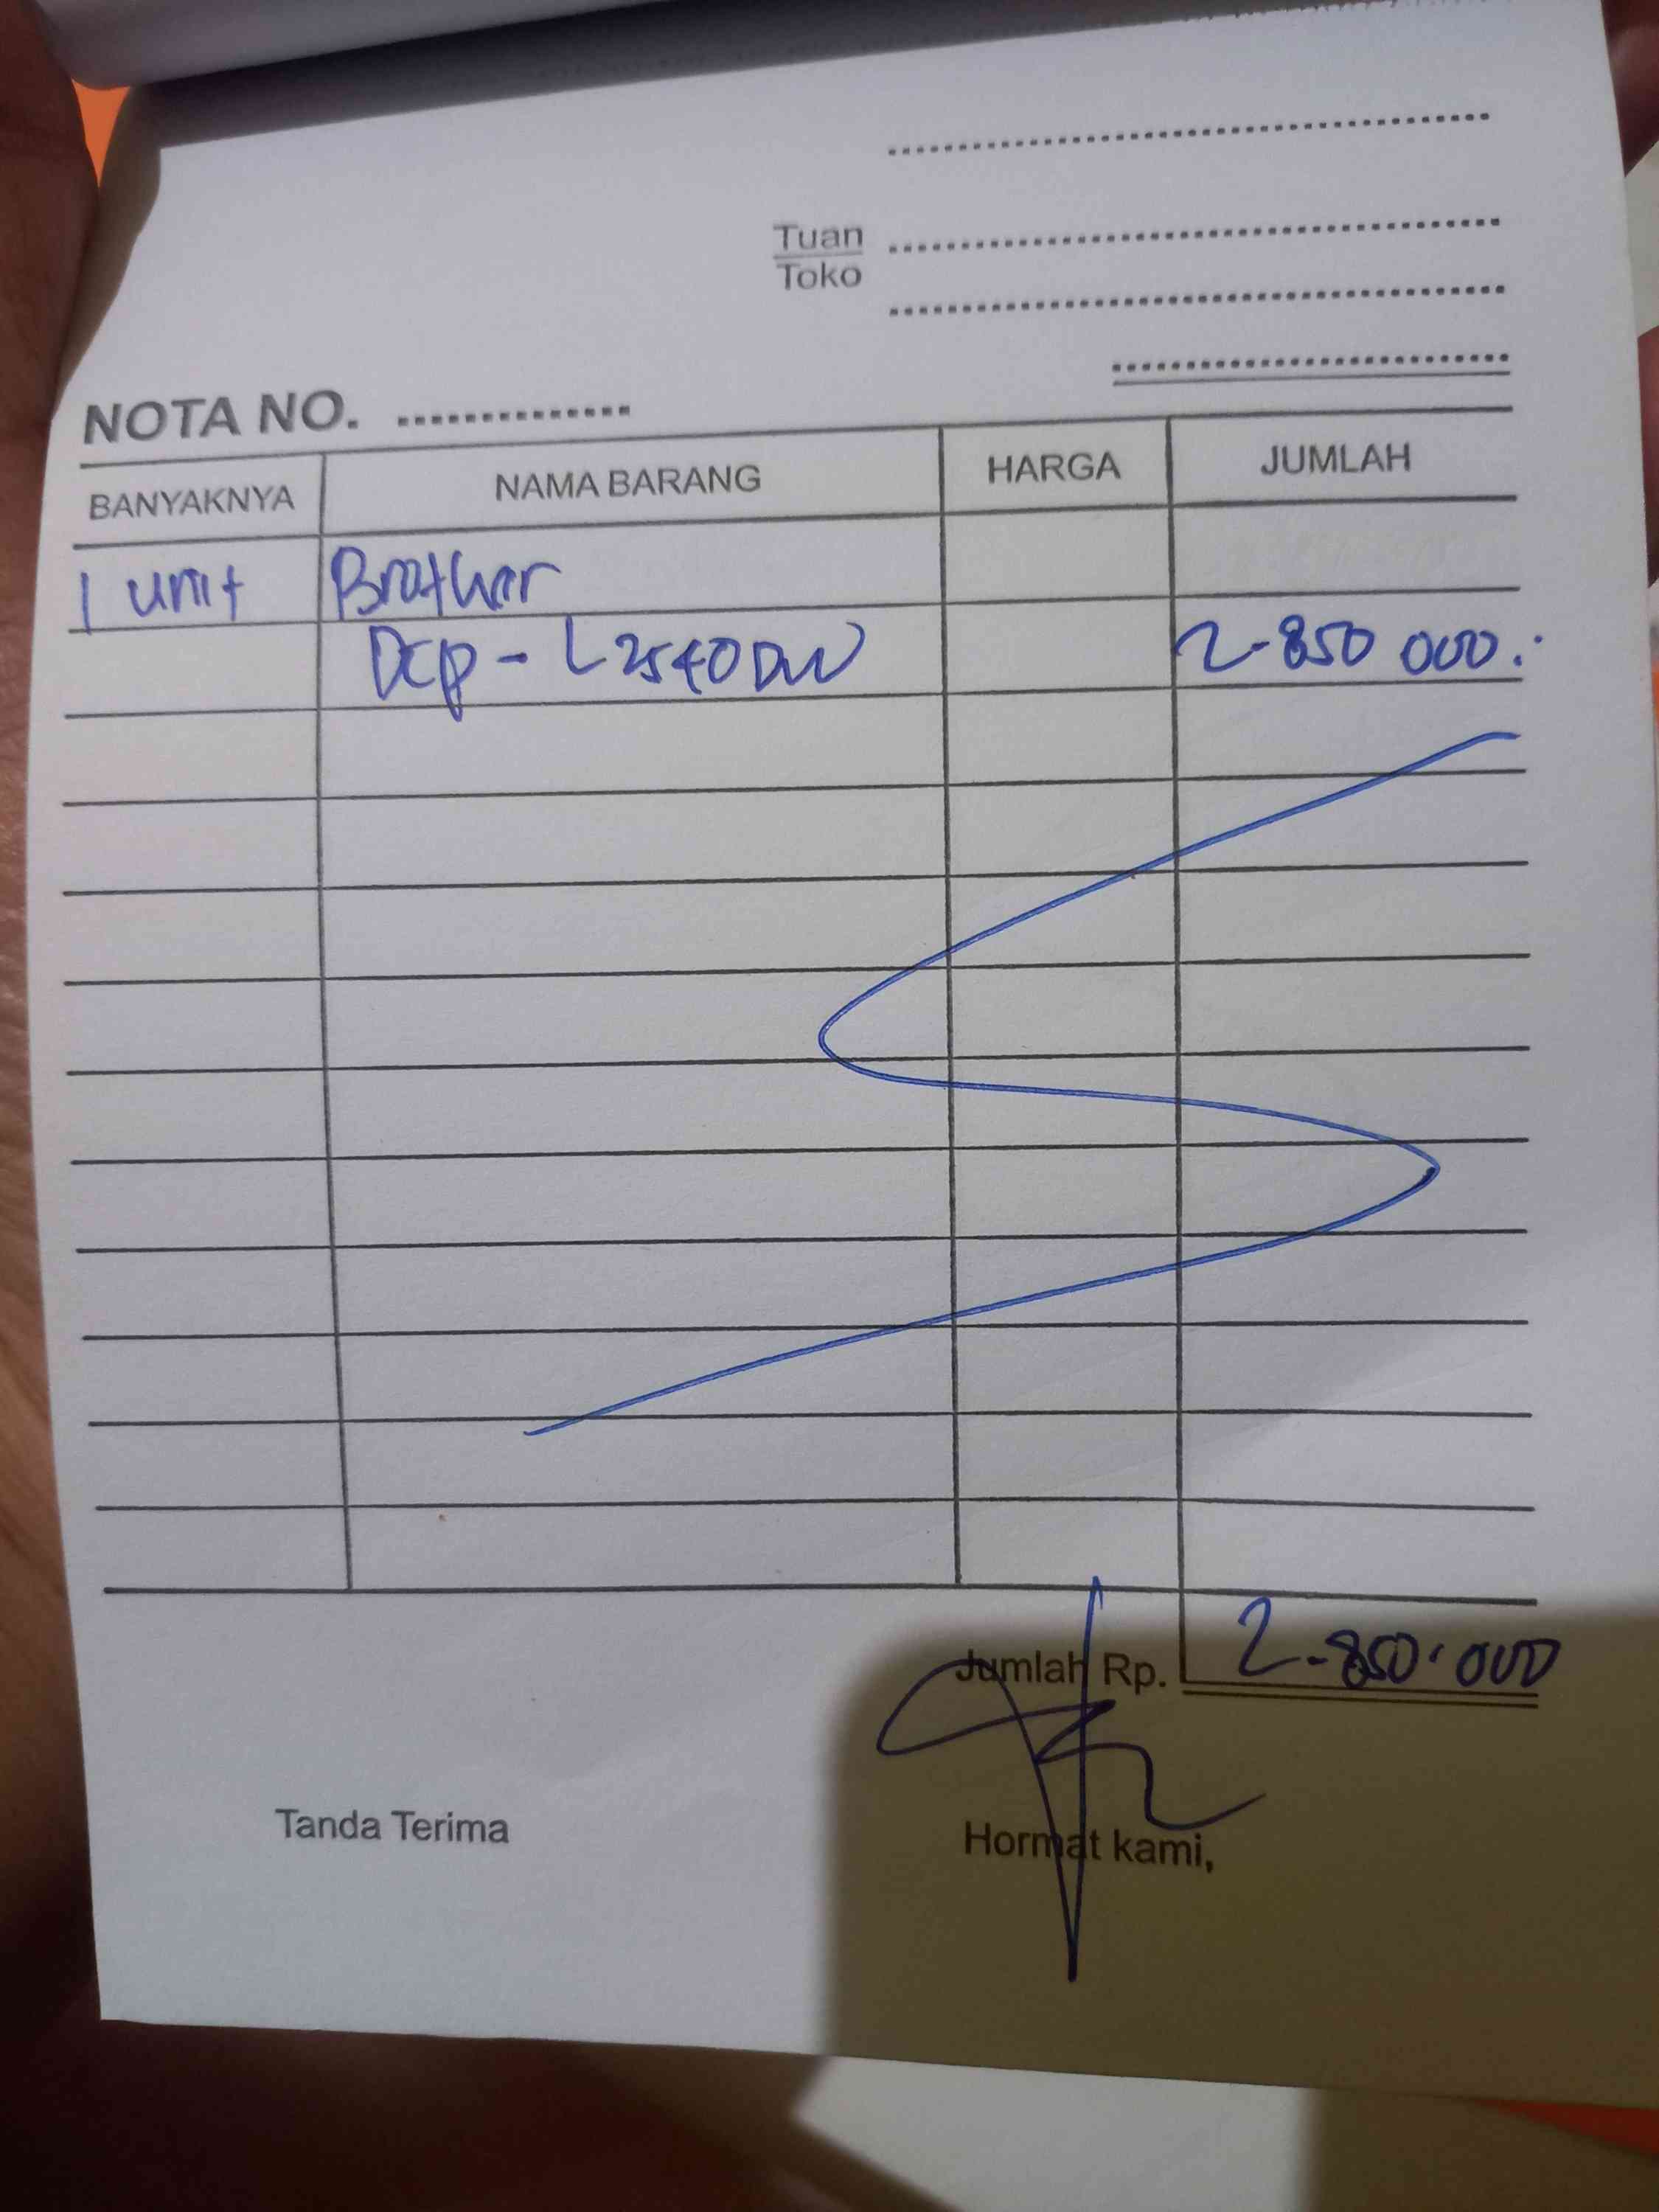 Tuan
Toko
NOTA NO. ..............
BANYAKNYA NAMA BARANG HARGA JUMLAH
1 unit Brother
Dcp - L2540DW 2-850 000.-
Jumlah Rp. 2-850.000
Tanda Terima Hormat kami,